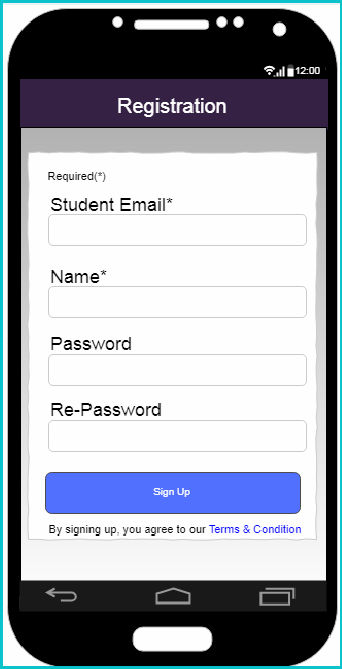 12:00
Registration
Required(*)
Student Email*
Name*
Password
Re-Password
Sign Up
By signing up, you agree to our Terms & Condition